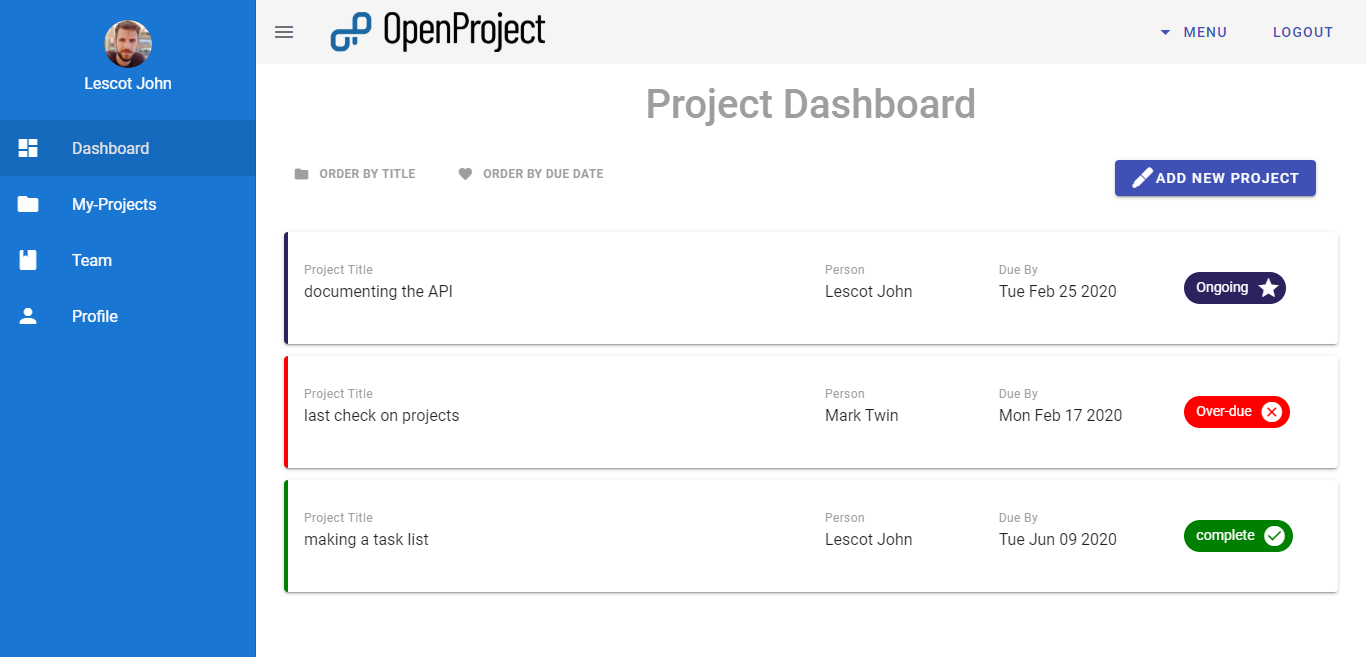 Lescot John
Dashboard
My-Projects
Team
Profile
OpenProject
MENU
LOGOUT
Project Dashboard
ORDER BY TITLE
ORDER BY DUE DATE
ADD NEW PROJECT
Project Title
documenting the API
Person
Lescot John
Due By
Tue Feb 25 2020
Ongoing
Project Title
last check on projects
Person
Mark Twin
Due By
Mon Feb 17 2020
Over-due
Project Title
making a task list
Person
Lescot John
Due By
Tue Jun 09 2020
complete